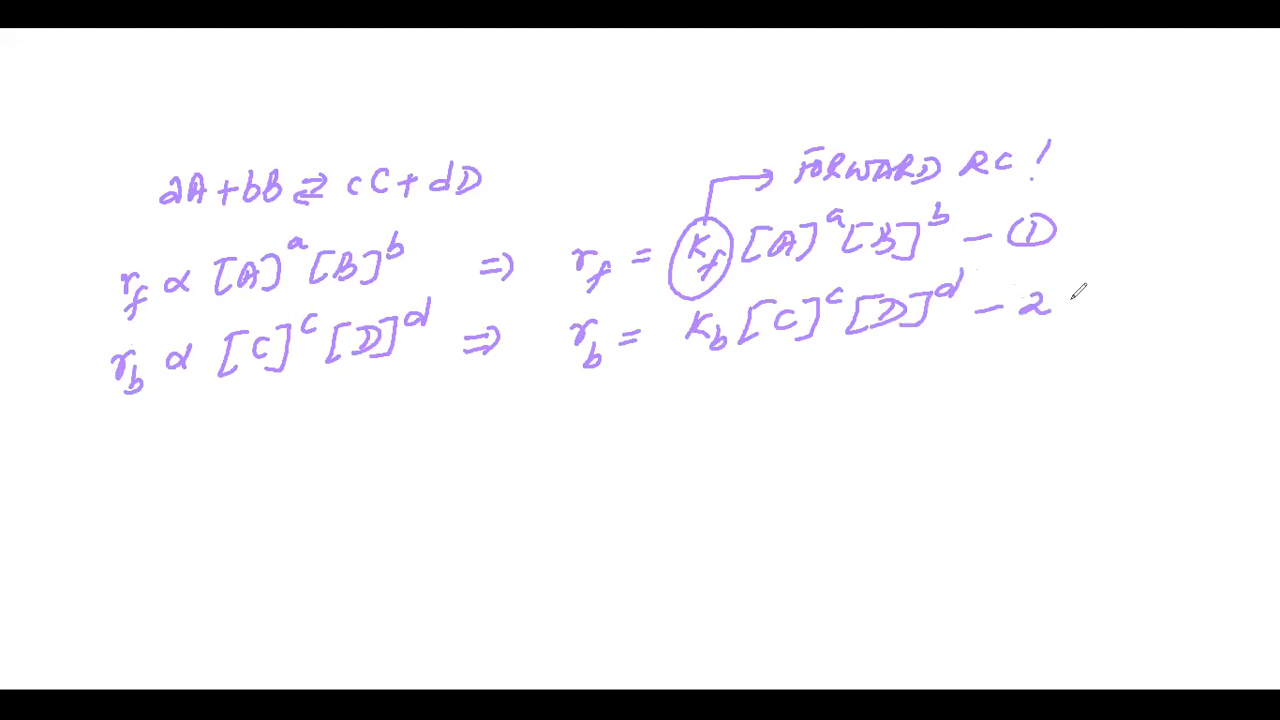 aA + bB ⇌ cC + dD
→ FORWARD RC!
r_f ∝ [A]^a [B]^b ⇒ r_f = K_f [A]^a [B]^b – ①
r_b ∝ [C]^c [D]^d ⇒ r_b = K_b [C]^c [D]^d – 2